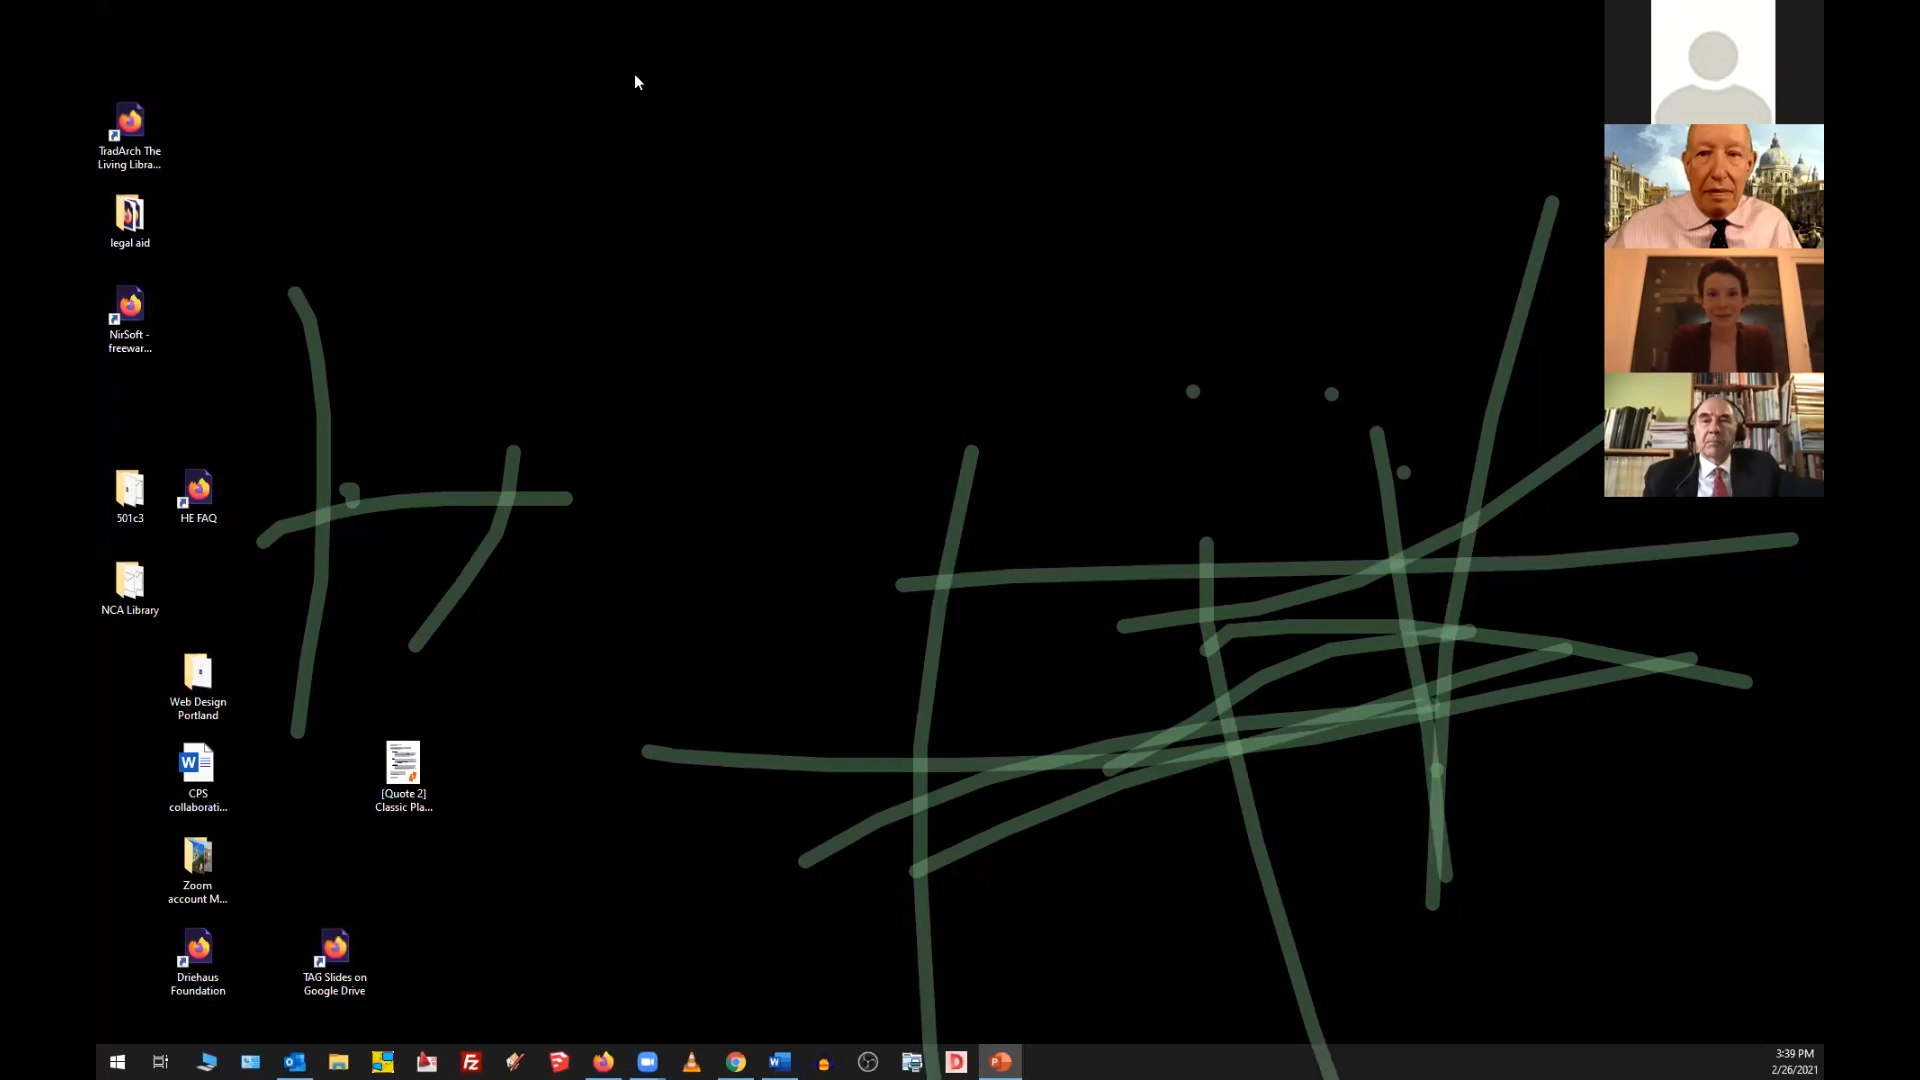 TradArch The
Living Libra...
legal aid
NirSoft -
freewar...
501c3
HE FAQ
NCA Library
Web Design
Portland
CPS
collaborati...
[Quote 2]
Classic Pla...
Zoom
account M...
Driehaus
Foundation
TAG Slides on
Google Drive
3:39 PM
2/26/2021